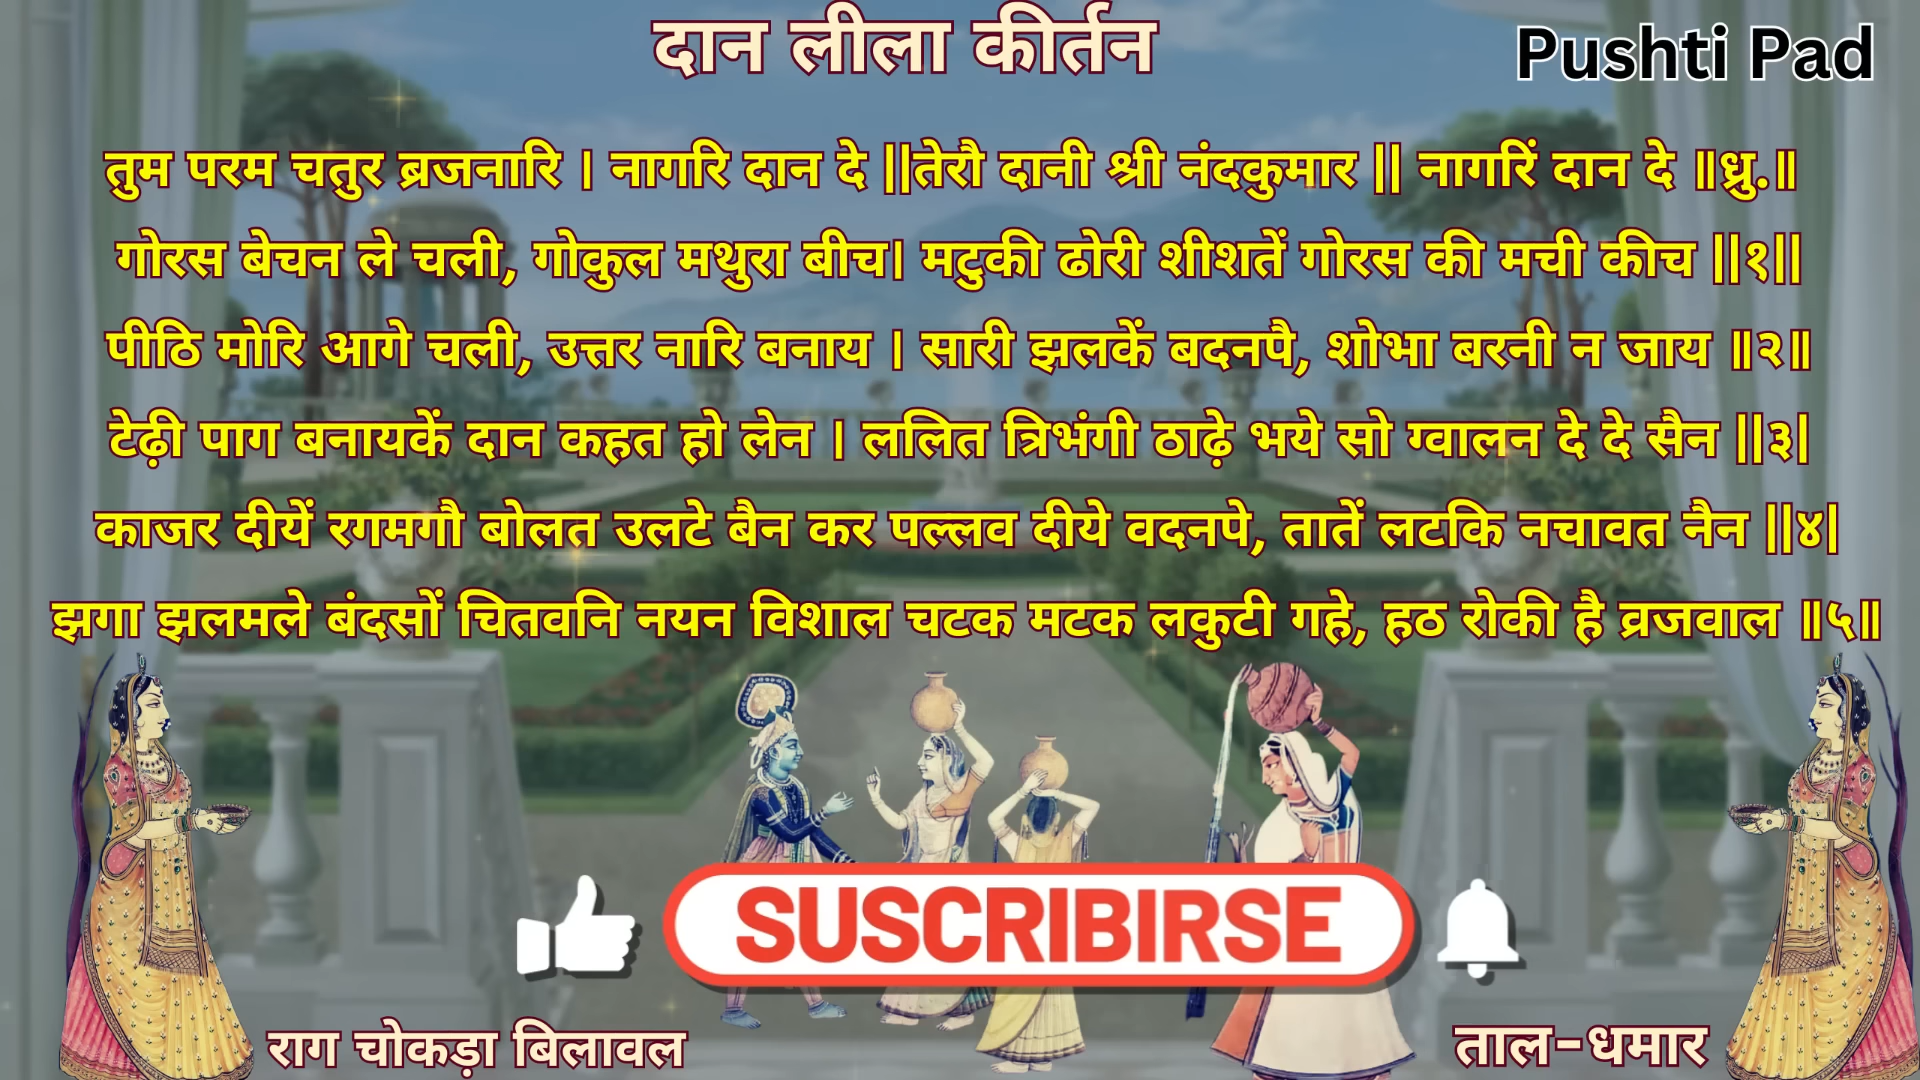 दान लीला कीर्तन
Pushti Pad
तुम परम चतुर ब्रजनारि । नागरि दान दे ||तेरौ दानी श्री नंदकुमार || नागरिं दान दे ॥ध्रु.॥
गोरस बेचन ले चली, गोकुल मथुरा बीच| मटुकी ढोरी शीशतें गोरस की मची कीच ||१||
पीठि मोरि आगे चली, उत्तर नारि बनाय । सारी झलकें बदनपै, शोभा बरनी न जाय ॥२॥
टेढ़ी पाग बनायकें दान कहत हो लेन । ललित त्रिभंगी ठाढ़े भये सो ग्वालन दे दे सैन ||३|
काजर दीयें रगमगौ बोलत उलटे बैन कर पल्लव दीये वदनपे, तातें लटकि नचावत नैन ||४|
झगा झलमले बंदसों चितवनि नयन विशाल चटक मटक लकुटी गहे, हठ रोकी है व्रजवाल ॥५॥
SUSCRIBIRSE
राग चोकड़ा बिलावल
ताल-धमार